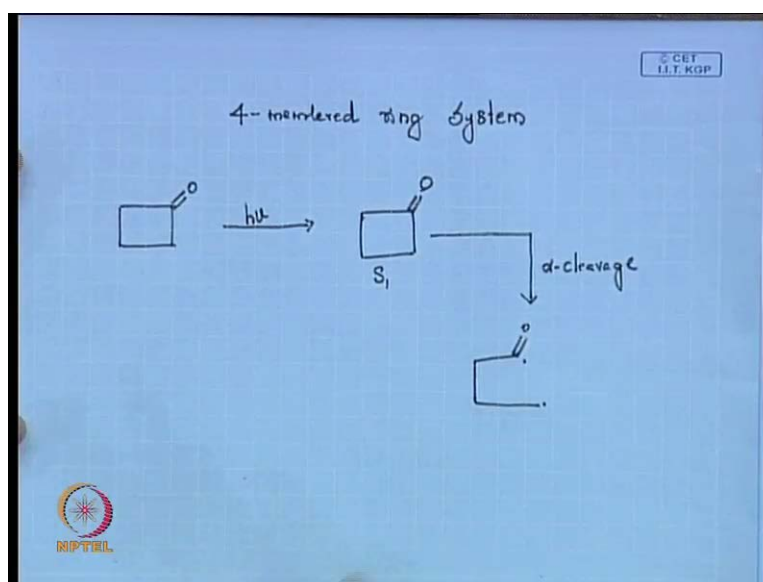 © CET
I.I.T. KGP
4-membered ring System
O
hν
O
S1
α-cleavage
O
NPTEL